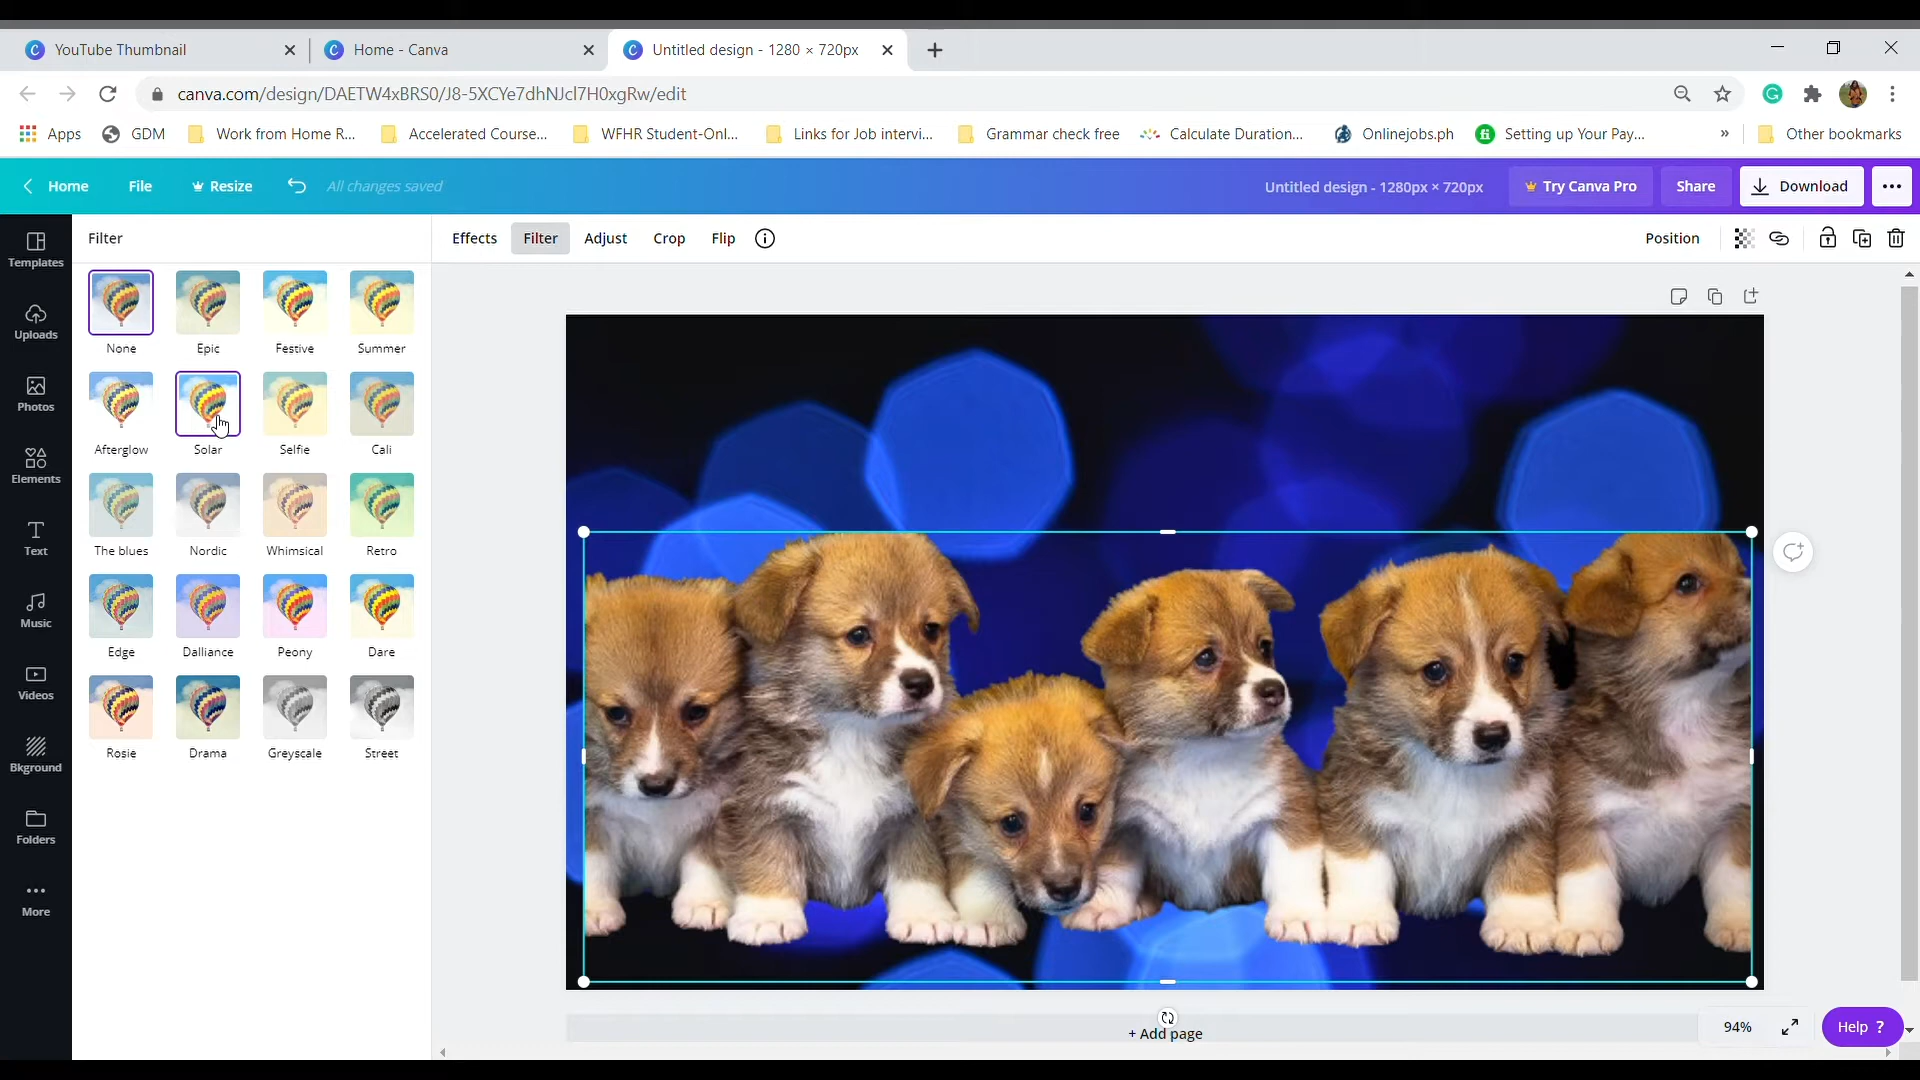 YouTube Thumbnail
Home - Canva
Untitled design - 1280 × 720px
canva.com/design/DAETW4xBRS0/J8-5XCYe7dhNJcl7H0xgRw/edit
Apps GDM Work from Home R... Accelerated Course... WFHR Student-Onl... Links for Job intervi... Grammar check free Calculate Duration... Onlinejobs.ph Setting up Your Pay... » Other bookmarks
Home File Resize All changes saved Untitled design - 1280px × 720px Try Canva Pro Share Download
Filter
Effects Filter Adjust Crop Flip Position
Templates
Uploads
Photos
Elements
Text
Music
Videos
Bkground
Folders
More
None Epic Festive Summer
Afterglow Solar Selfie Cali
The blues Nordic Whimsical Retro
Edge Dalliance Peony Dare
Rosie Drama Greyscale Street
+ Add page
94%
Help ?